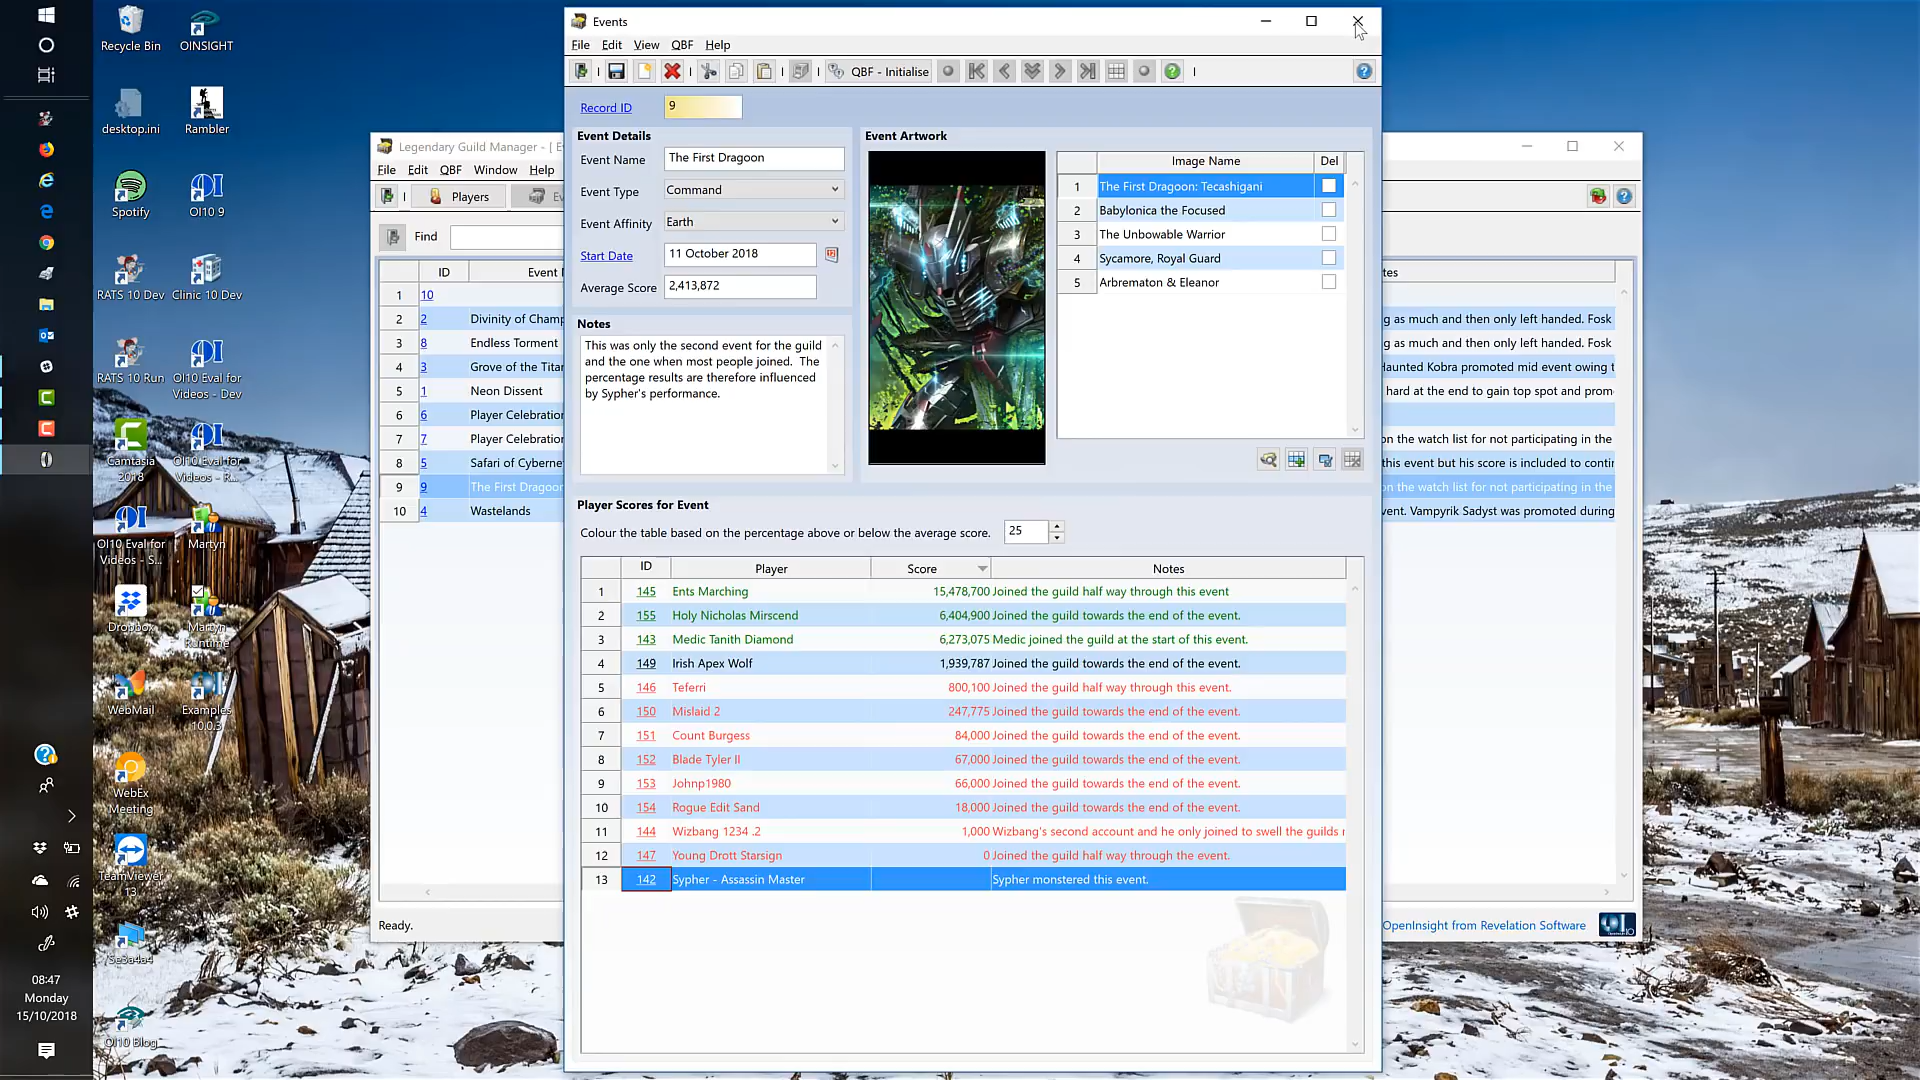 Recycle Bin
OINSIGHT
desktop.ini
Rambler
Spotify
OI10 9
RATS 10 Dev
Clinic 10 Dev
RATS 10 Run
OI10 Eval for
Videos - Dev
Camtasia
2018
OI10 Eval for
Videos - R...
OI10 Eval for
Videos - S...
Martyn
Dropbox
Martyn
Runtime
WebMail
Examples
10.0.3
WebEx
Meeting
TeamViewer
13
OI10 Blog
08:47
Monday
15/10/2018
Legendary Guild Manager - [ E
File Edit QBF Window Help
Players
Find
ID Event
1 10
2 2 Divinity of Champ
3 8 Endless Torment
4 3 Grove of the Tita
5 1 Neon Dissent
6 6 Player Celebration
7 7 Player Celebration
8 5 Safari of Cyberne
9 9 The First Dragoon
10 4 Wastelands
Ready.
Events
File Edit View QBF Help
QBF - Initialise
Record ID 9
Event Details
Event Name The First Dragoon
Event Type Command
Event Affinity Earth
Start Date 11 October 2018
Average Score 2,413,872
Notes
This was only the second event for the guild
and the one when most people joined. The
percentage results are therefore influenced
by Sypher's performance.
Event Artwork
Image Name Del
1 The First Dragoon: Tecashigani
2 Babylonica the Focused
3 The Unbowable Warrior
4 Sycamore, Royal Guard
5 Arbrematon & Eleanor
Player Scores for Event
Colour the table based on the percentage above or below the average score. 25
ID Player Score Notes
1 145 Ents Marching 15,478,700 Joined the guild half way through this event
2 155 Holy Nicholas Mirscend 6,404,900 Joined the guild towards the end of the event.
3 143 Medic Tanith Diamond 6,273,075 Medic joined the guild at the start of this event.
4 149 Irish Apex Wolf 1,939,787 Joined the guild towards the end of the event.
5 146 Teferri 800,100 Joined the guild half way through this event.
6 150 Mislaid 2 247,775 Joined the guild towards the end of the event.
7 151 Count Burgess 84,000 Joined the guild towards the end of the event.
8 152 Blade Tyler II 67,000 Joined the guild towards the end of the event.
9 153 Johnp1980 66,000 Joined the guild towards the end of the event.
10 154 Rogue Edit Sand 18,000 Joined the guild towards the end of the event.
11 144 Wizbang 1234 .2 1,000 Wizbang's second account and he only joined to swell the guilds
12 147 Young Drott Starsign 0 Joined the guild half way through the event.
13 142 Sypher - Assassin Master Sypher monstered this event.
tes
g as much and then only left handed. Fosk
g as much and then only left handed. Fosk
Haunted Kobra promoted mid event owing t
hard at the end to gain top spot and prom
on the watch list for not participating in the
this event but his score is included to contin
on the watch list for not participating in the
vent. Vampyrik Sadyst was promoted during
OpenInsight from Revelation Software